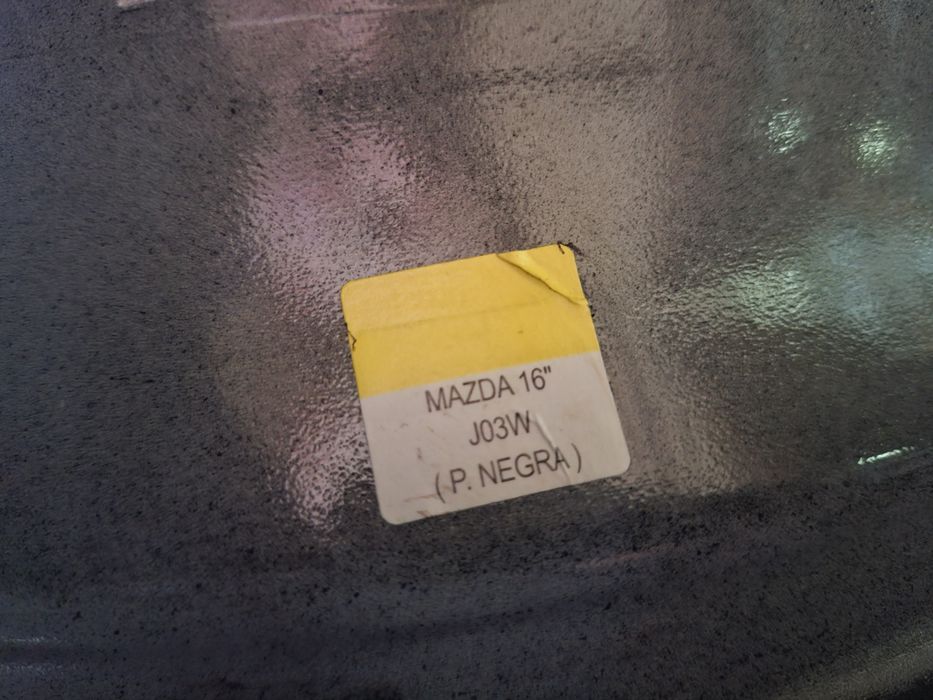 MAZDA 16"
J03W
( P. NEGRA )